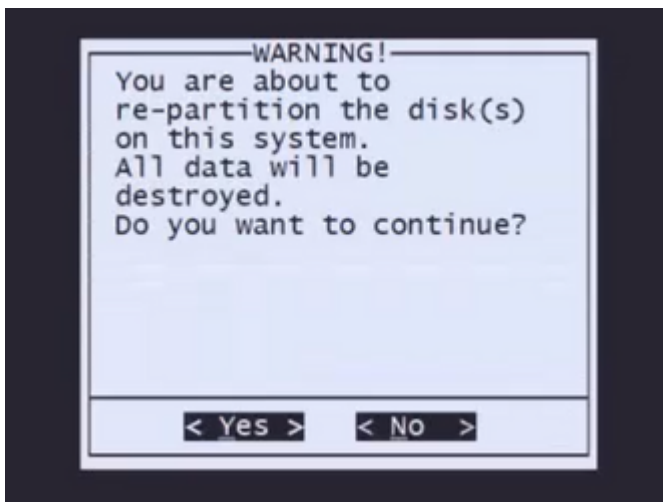 WARNING!
You are about to
re-partition the disk(s)
on this system.
All data will be
destroyed.
Do you want to continue?
< Yes > < No >